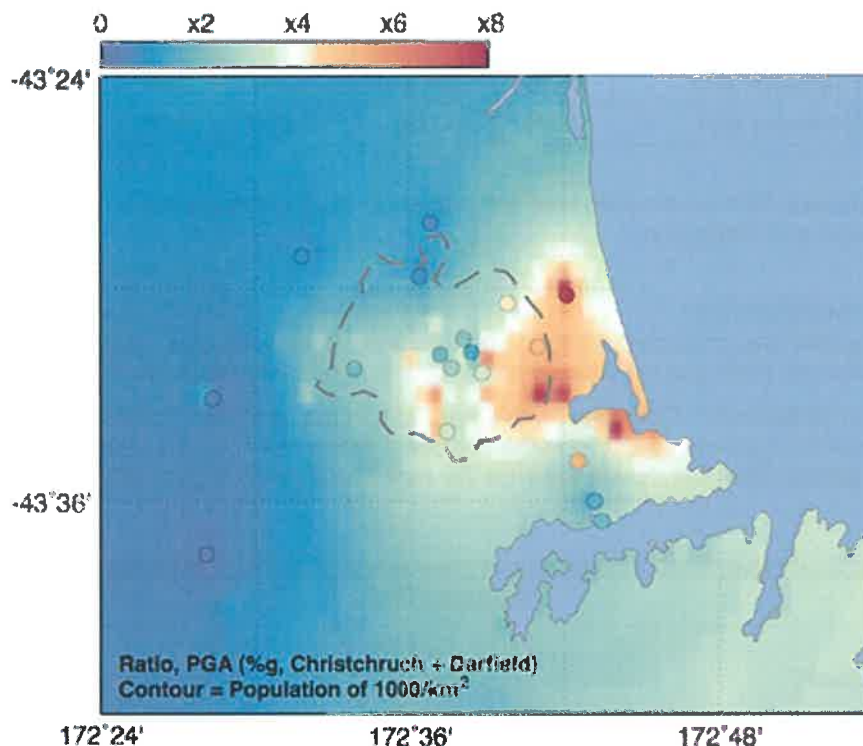 0 x2 x4 x6 x8
-43°24'
-43°36'
Ratio, PGA (%g, Christchruch + Darfield)
Contour = Population of 1000/km²
172°24' 172°36' 172°48'